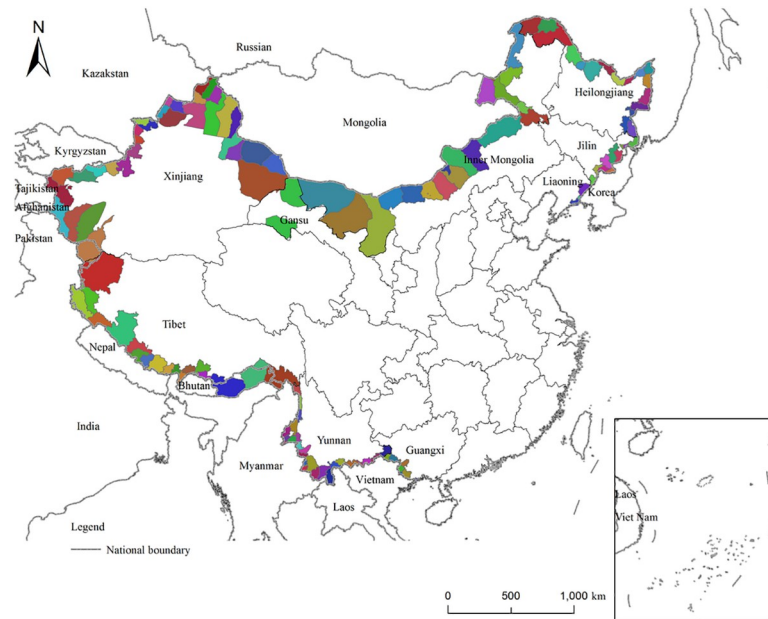 N
Russian
Kazakstan
Heilongjiang
Mongolia
Kyrgyzstan
Jilin
Inner Mongolia
Xinjiang
Tajikistan
Liaoning
Korea
Afghanistan
Gansu
Pakistan
Tibet
Nepal
Bhutan
India
Yunnan
Guangxi
Myanmar
Vietnam
Laos
Laos
Viet Nam
Legend
National boundary
0 500 1,000 km